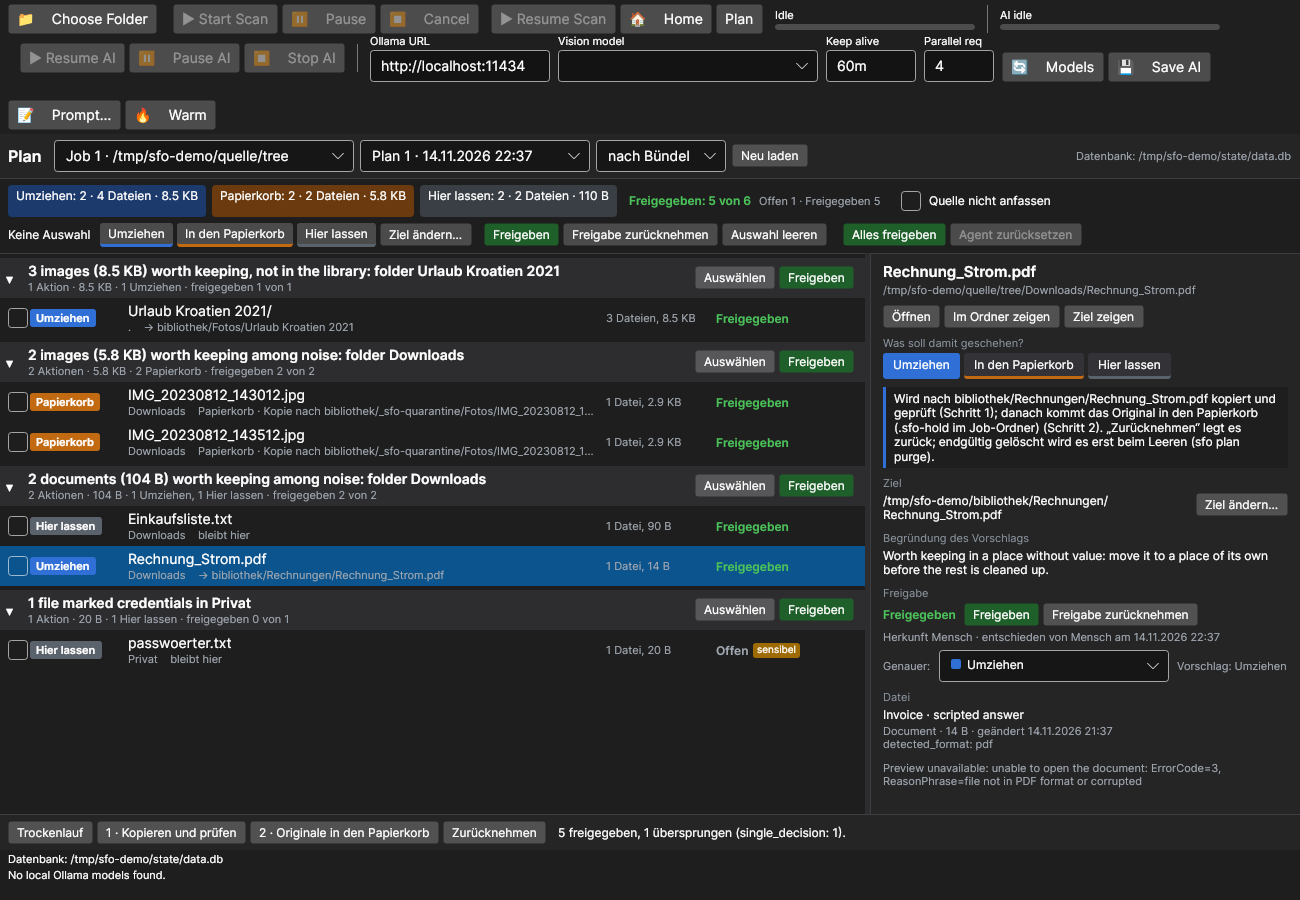 Choose Folder Start Scan Pause Cancel Resume Scan Home Plan Idle AI idle
Resume AI Pause AI Stop AI Ollama URL http://localhost:11434 Vision model Keep alive 60m Parallel req 4 Models Save AI
Prompt... Warm
Plan Job 1 · /tmp/sfo-demo/quelle/tree Plan 1 · 14.11.2026 22:37 nach Bündel Neu laden Datenbank: /tmp/sfo-demo/state/data.db
Umziehen: 2 · 4 Dateien · 8.5 KB Papierkorb: 2 · 2 Dateien · 5.8 KB Hier lassen: 2 · 2 Dateien · 110 B Freigegeben: 5 von 6 Offen 1 · Freigegeben 5 Quelle nicht anfassen
Keine Auswahl Umziehen In den Papierkorb Hier lassen Ziel ändern... Freigeben Freigabe zurücknehmen Auswahl leeren Alles freigeben Agent zurücksetzen
3 images (8.5 KB) worth keeping, not in the library: folder Urlaub Kroatien 2021
1 Aktion · 8.5 KB · 1 Umziehen · freigegeben 1 von 1
Auswählen Freigeben
Umziehen Urlaub Kroatien 2021/ 3 Dateien, 8.5 KB Freigegeben
. → bibliothek/Fotos/Urlaub Kroatien 2021
2 images (5.8 KB) worth keeping among noise: folder Downloads
2 Aktionen · 5.8 KB · 2 Papierkorb · freigegeben 2 von 2
Auswählen Freigeben
Papierkorb IMG_20230812_143012.jpg 1 Datei, 2.9 KB Freigegeben
Downloads Papierkorb · Kopie nach bibliothek/_sfo-quarantine/Fotos/IMG_20230812_1...
Papierkorb IMG_20230812_143512.jpg 1 Datei, 2.9 KB Freigegeben
Downloads Papierkorb · Kopie nach bibliothek/_sfo-quarantine/Fotos/IMG_20230812_1...
2 documents (104 B) worth keeping among noise: folder Downloads
2 Aktionen · 104 B · 1 Umziehen, 1 Hier lassen · freigegeben 2 von 2
Auswählen Freigeben
Hier lassen Einkaufsliste.txt 1 Datei, 90 B Freigegeben
Downloads bleibt hier
Umziehen Rechnung_Strom.pdf 1 Datei, 14 B Freigegeben
Downloads → bibliothek/Rechnungen/Rechnung_Strom.pdf
1 file marked credentials in Privat
1 Aktion · 20 B · 1 Hier lassen · freigegeben 0 von 1
Auswählen Freigeben
Hier lassen passwoerter.txt 1 Datei, 20 B Offen sensibel
Privat bleibt hier
Rechnung_Strom.pdf
/tmp/sfo-demo/quelle/tree/Downloads/Rechnung_Strom.pdf
Öffnen Im Ordner zeigen Ziel zeigen
Was soll damit geschehen?
Umziehen In den Papierkorb Hier lassen
Wird nach bibliothek/Rechnungen/Rechnung_Strom.pdf kopiert und
geprüft (Schritt 1); danach kommt das Original in den Papierkorb
(.sfo-hold im Job-Ordner) (Schritt 2). „Zurücknehmen“ legt es
zurück; endgültig gelöscht wird es erst beim Leeren (sfo plan
purge).
Ziel
/tmp/sfo-demo/bibliothek/Rechnungen/
Rechnung_Strom.pdf
Ziel ändern...
Begründung des Vorschlags
Worth keeping in a place without value: move it to a place of its own
before the rest is cleaned up.
Freigabe
Freigegeben Freigeben Freigabe zurücknehmen
Herkunft Mensch · entschieden von Mensch am 14.11.2026 22:37
Genauer: Umziehen Vorschlag: Umziehen
Datei
Invoice · scripted answer
Document · 14 B · geändert 14.11.2026 21:37
detected_format: pdf
Preview unavailable: unable to open the document: ErrorCode=3,
ReasonPhrase=file not in PDF format or corrupted
Trockenlauf 1 · Kopieren und prüfen 2 · Originale in den Papierkorb Zurücknehmen 5 freigegeben, 1 übersprungen (single_decision: 1).
Datenbank: /tmp/sfo-demo/state/data.db
No local Ollama models found.